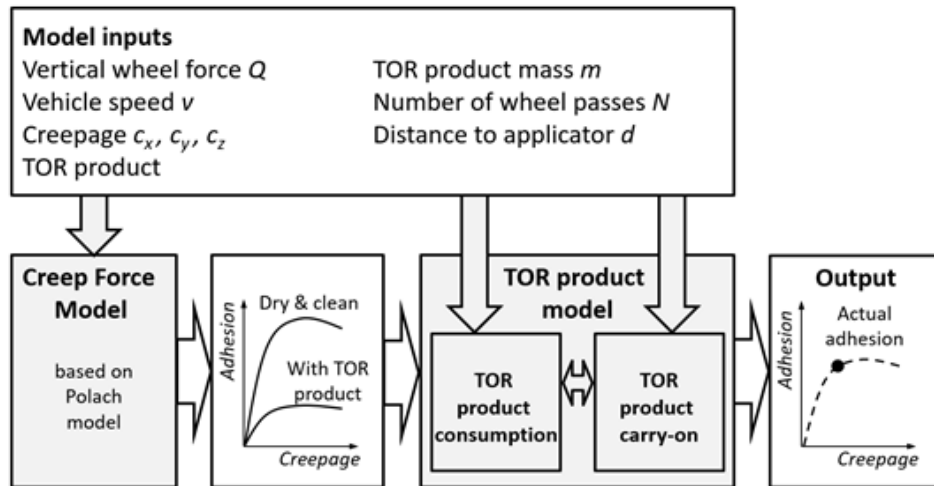 Model inputs
Vertical wheel force Q
Vehicle speed v
Creepage cx, cy, cz
TOR product
TOR product mass m
Number of wheel passes N
Distance to applicator d
Creep Force
Model
based on
Polach
model
Adhesion
Dry & clean
With TOR
product
Creepage
TOR product
model
TOR
product
consumption
TOR
product
carry-on
Output
Adhesion
Actual
adhesion
Creepage